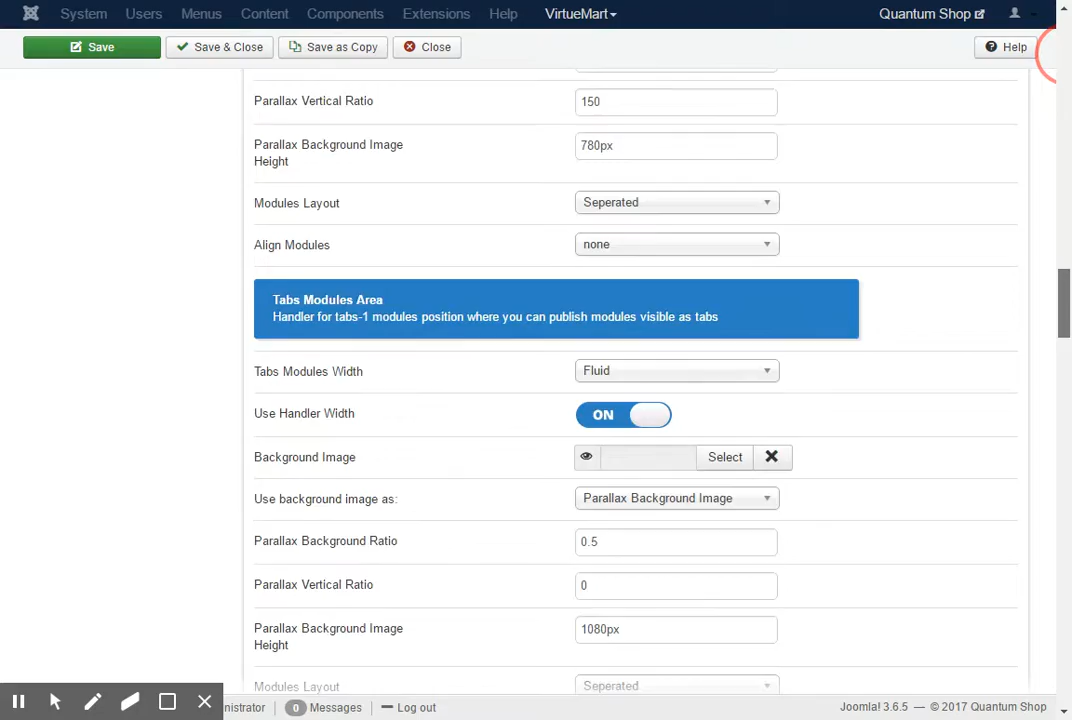 System Users Menus Content Components Extensions Help VirtueMart Quantum Shop
Save Save & Close Save as Copy Close Help
Parallax Vertical Ratio 150
Parallax Background Image Height 780px
Modules Layout Seperated
Align Modules none
Tabs Modules Area
Handler for tabs-1 modules position where you can publish modules visible as tabs
Tabs Modules Width Fluid
Use Handler Width ON
Background Image Select
Use background image as: Parallax Background Image
Parallax Background Ratio 0.5
Parallax Vertical Ratio 0
Parallax Background Image Height 1080px
Modules Layout Seperated
nistrator 0 Messages Log out Joomla! 3.6.5 — © 2017 Quantum Shop